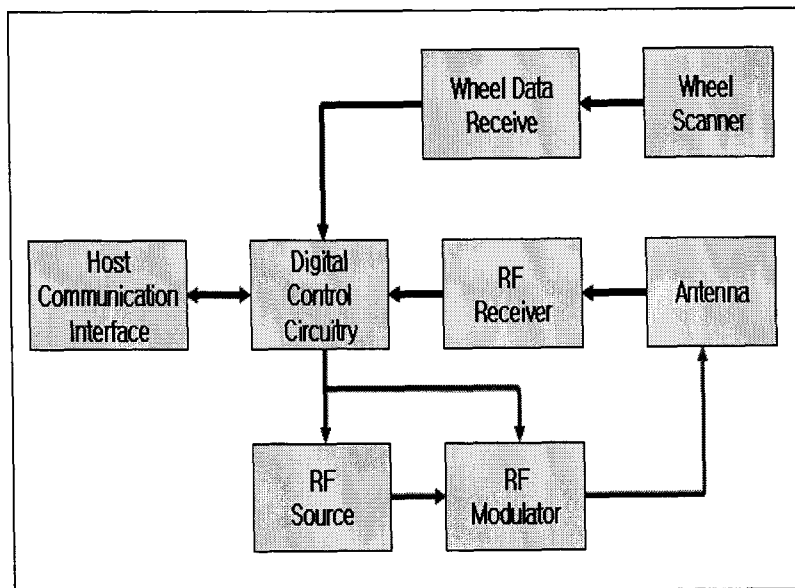 Wheel Data
Receive
Wheel
Scanner
Host
Communication
Interface
Digital
Control
Circuitry
RF
Receiver
Antenna
RF
Source
RF
Modulator